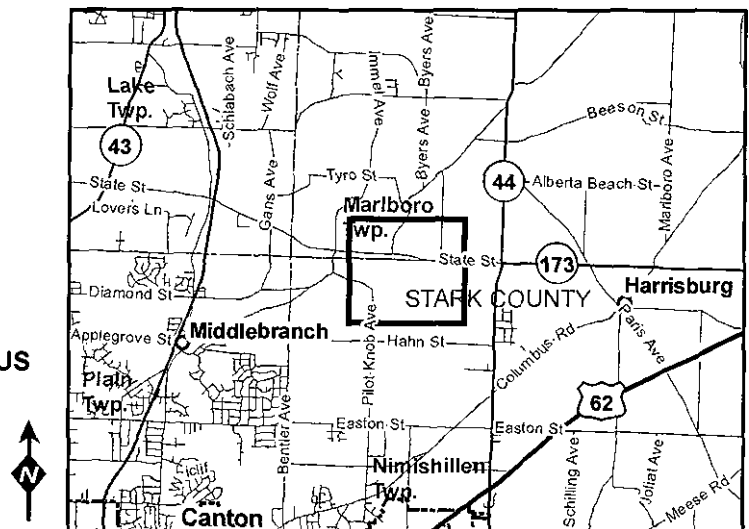 Schlabach Ave
Wolf Ave
Immel Ave
Byers Ave
Lake
Twp.
Beeson St
43
Byers Ave
Marlboro Ave
Tyro St
44
Alberta Beach St
State St
Gans Ave
Lovers Ln
Marlboro
Twp.
State St
173
Diamond St
STARK COUNTY
Harrisburg
Applegrove St
Middlebranch
Pilot Knob Ave
Hahn St
Columbus Rd
Paris Ave
US
Plain
Twp.
62
Bentler Ave
Easton St
Easton St
N
Nimishillen
Twp.
Schilling Ave
Joliat Ave
Meese Rd
Canton